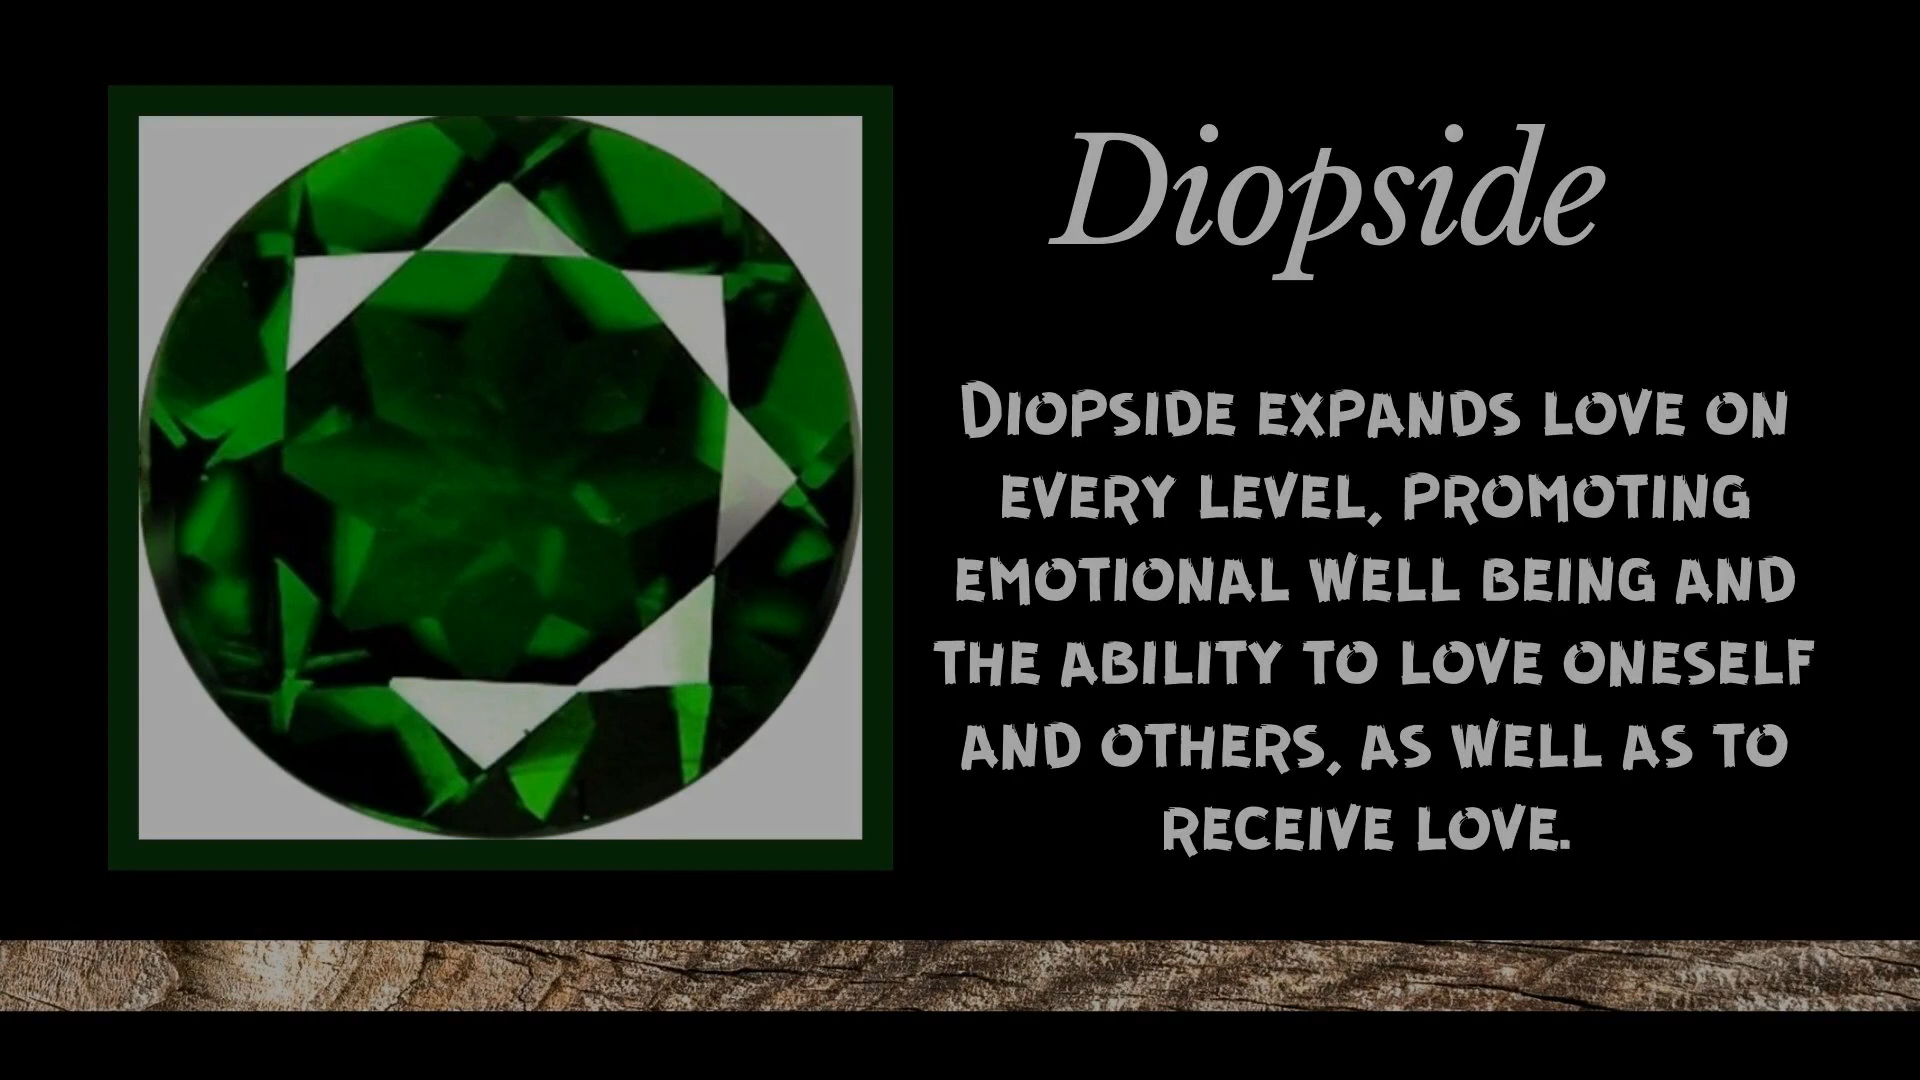 Diopside
Diopside expands love on
every level, promoting
emotional well being and
the ability to love oneself
and others, as well as to
receive love.